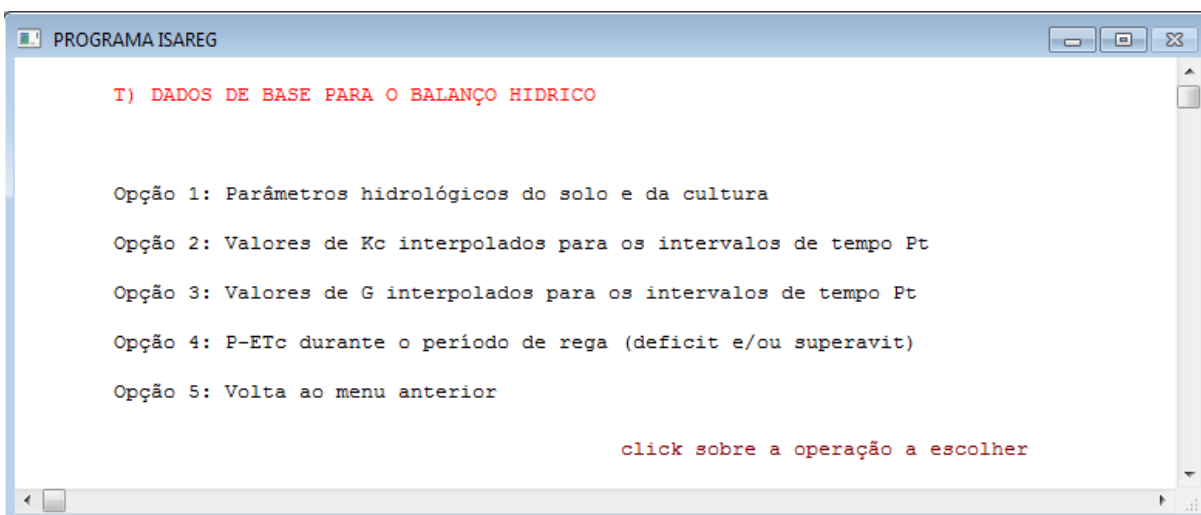 PROGRAMA ISAREG
T) DADOS DE BASE PARA O BALANÇO HIDRICO
Opção 1: Parâmetros hidrológicos do solo e da cultura
Opção 2: Valores de Kc interpolados para os intervalos de tempo Pt
Opção 3: Valores de G interpolados para os intervalos de tempo Pt
Opção 4: P-ETc durante o período de rega (deficit e/ou superavit)
Opção 5: Volta ao menu anterior
click sobre a operação a escolher